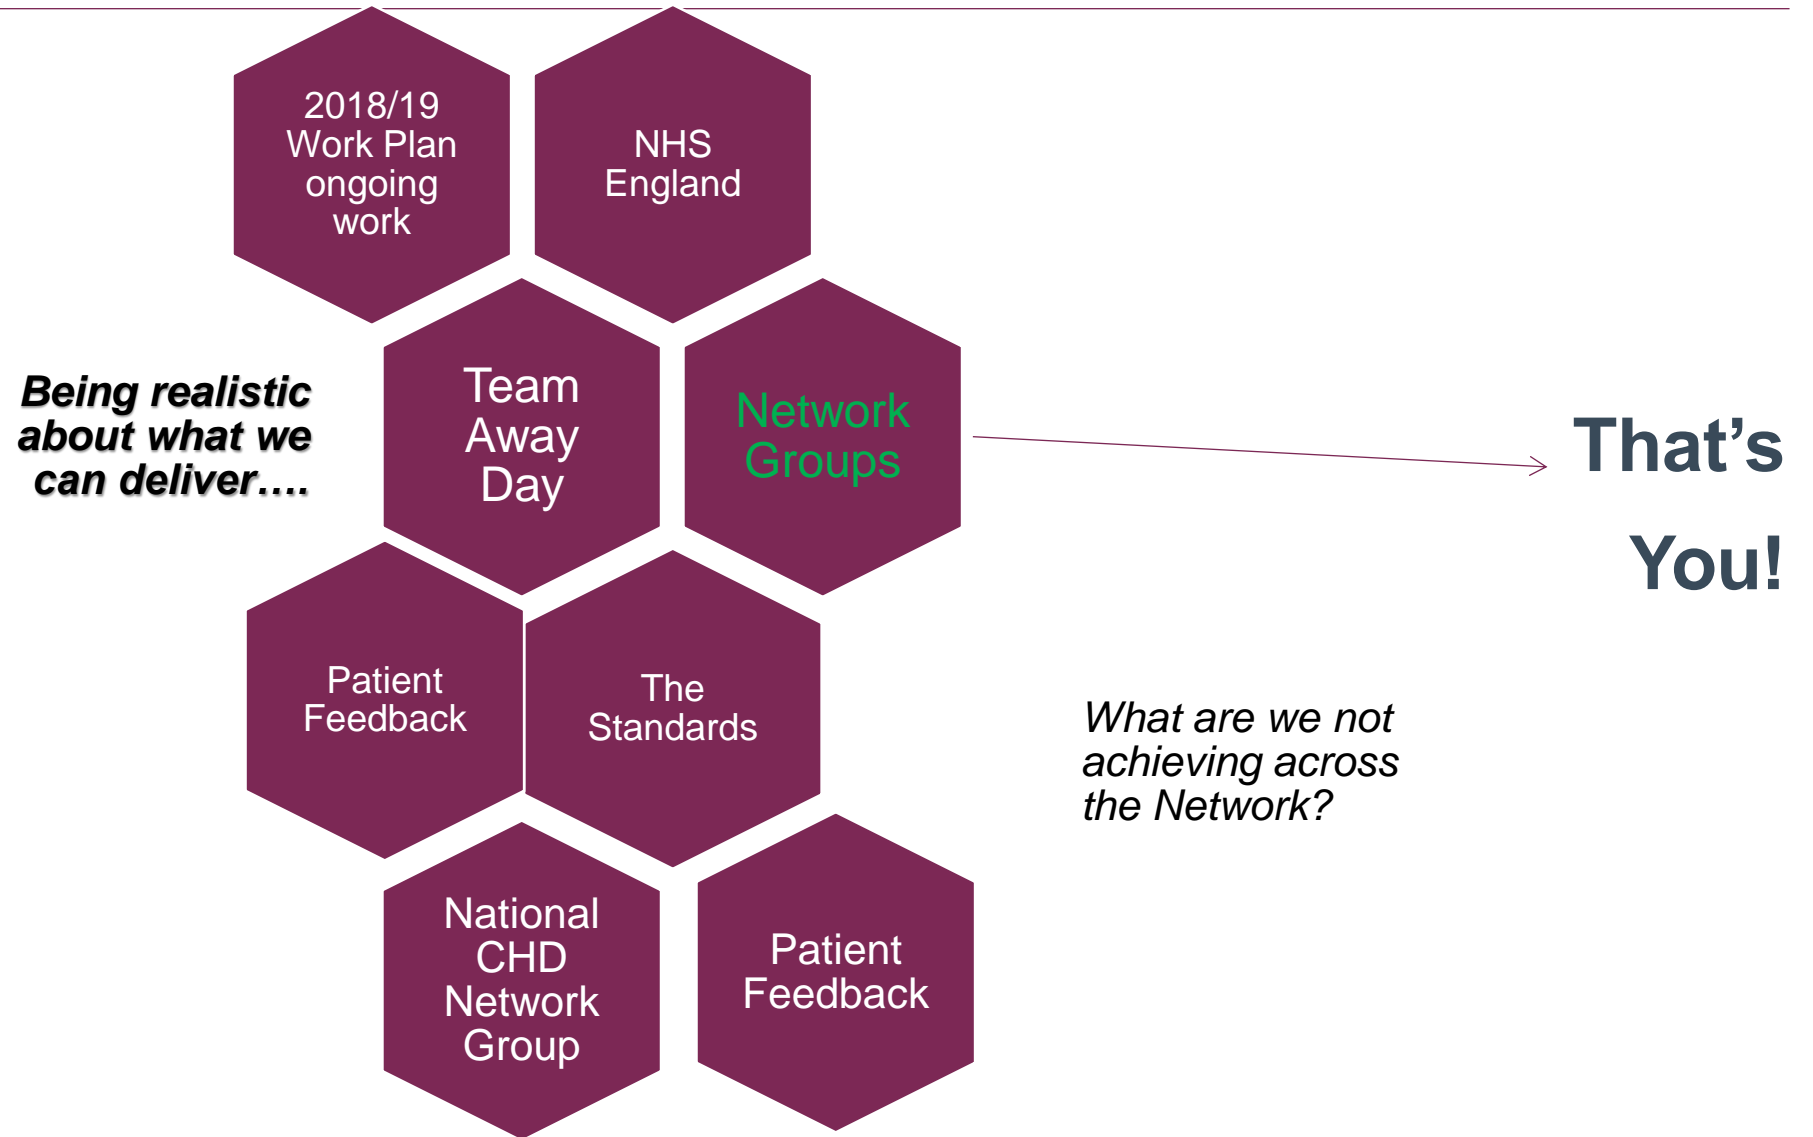 2018/19
Work Plan
ongoing
work
NHS
England
Being realistic
about what we
can deliver….
Team
Away
Day
Network
Groups
That’s
You!
Patient
Feedback
The
Standards
What are we not
achieving across
the Network?
National
CHD
Network
Group
Patient
Feedback